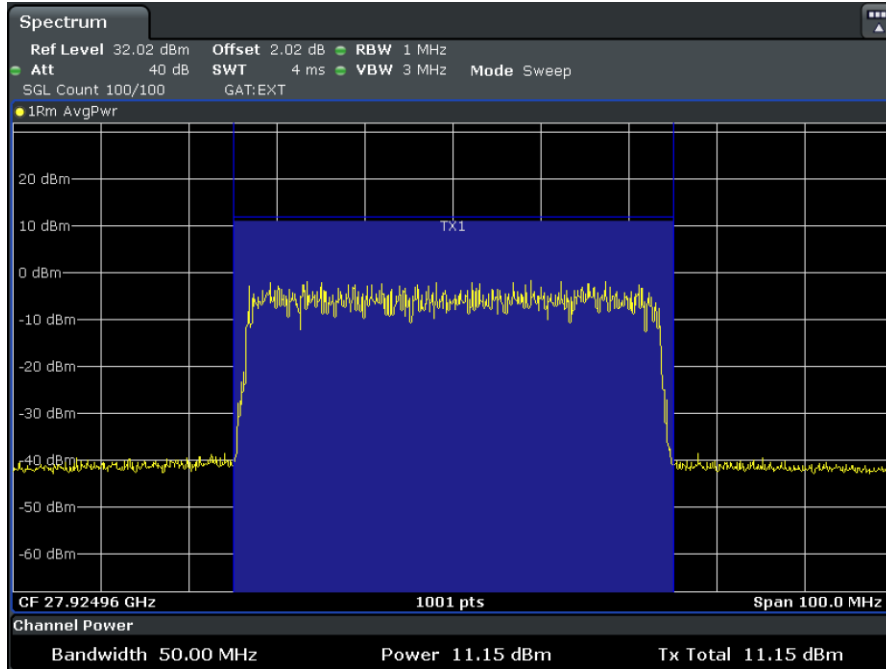 Spectrum
Ref Level 32.02 dBm Offset 2.02 dB RBW 1 MHz
Att 40 dB SWT 4 ms VBW 3 MHz Mode Sweep
SGL Count 100/100 GAT:EXT
1Rm AvgPwr
20 dBm
10 dBm
TX1
0 dBm
-10 dBm
-20 dBm
-30 dBm
-40 dBm
-50 dBm
-60 dBm
CF 27.92496 GHz 1001 pts Span 100.0 MHz
Channel Power
Bandwidth 50.00 MHz Power 11.15 dBm Tx Total 11.15 dBm